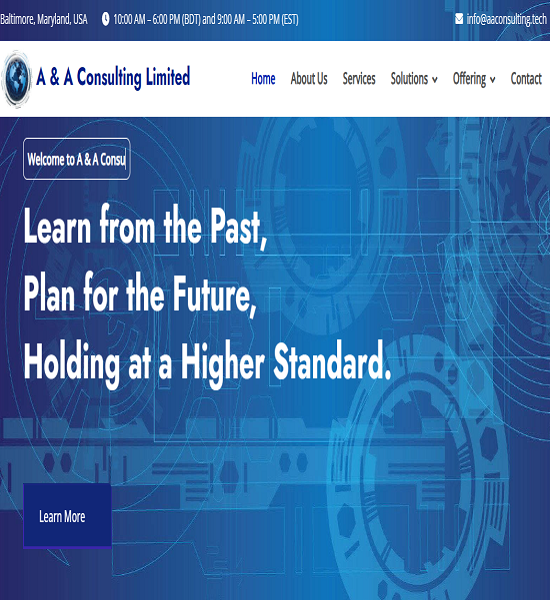 Baltimore, Maryland, USA 10:00 AM – 6:00 PM (BDT) and 9:00 AM – 5:00 PM (EST) info@aaconsulting.tech
A & A Consulting Limited Home About Us Services Solutions Offering Contact
Welcome to A & A Consu
Learn from the Past,
Plan for the Future,
Holding at a Higher Standard.
Learn More